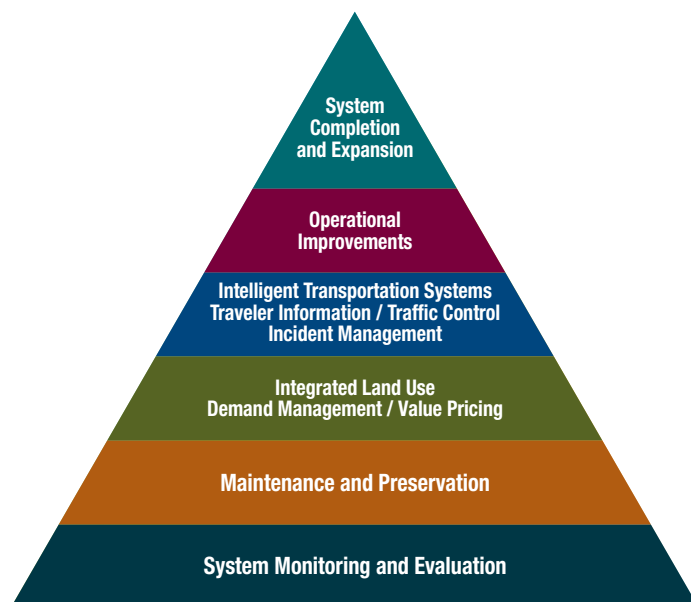 System
Completion
and Expansion
Operational
Improvements
Intelligent Transportation Systems
Traveler Information / Traffic Control
Incident Management
Integrated Land Use
Demand Management / Value Pricing
Maintenance and Preservation
System Monitoring and Evaluation